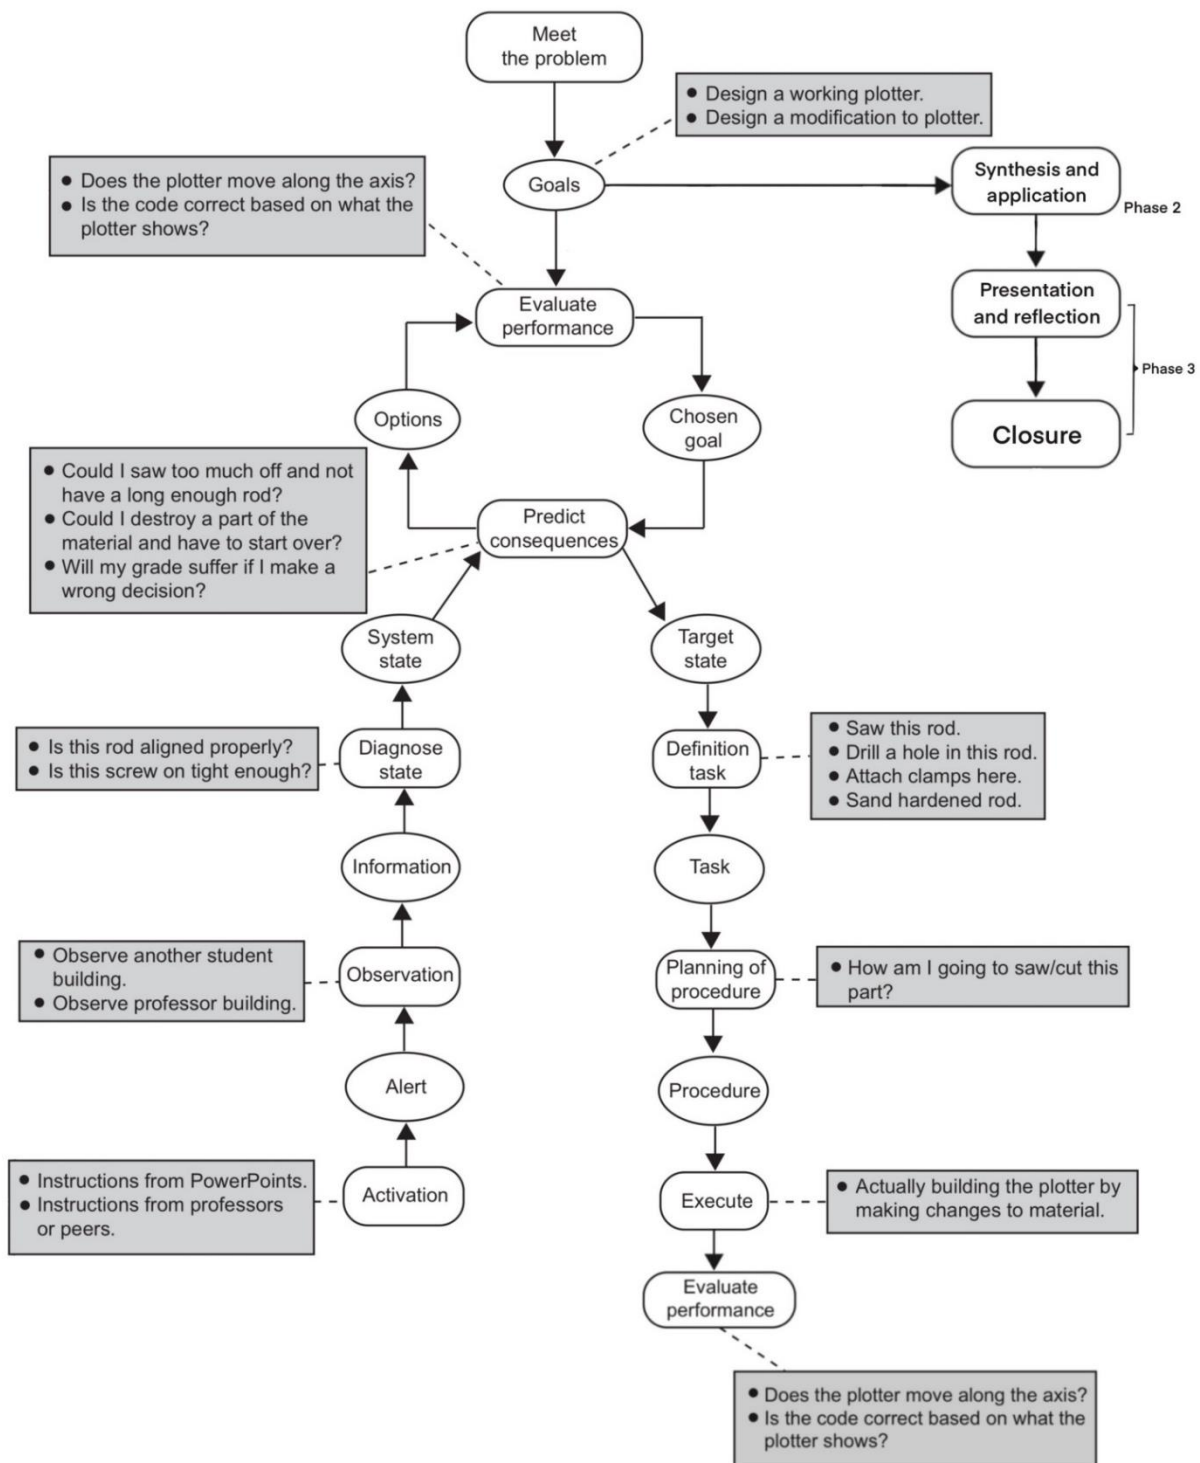 Meet
the problem
• Design a working plotter.
• Design a modification to plotter.
Goals
Synthesis and
application
Phase 2
• Does the plotter move along the axis?
• Is the code correct based on what the
plotter shows?
Evaluate
performance
Presentation
and reflection
Phase 3
Options
Chosen
goal
Closure
• Could I saw too much off and not
have a long enough rod?
• Could I destroy a part of the
material and have to start over?
• Will my grade suffer if I make a
wrong decision?
Predict
consequences
System
state
Target
state
• Is this rod aligned properly?
• Is this screw on tight enough?
Diagnose
state
Definition
task
• Saw this rod.
• Drill a hole in this rod.
• Attach clamps here.
• Sand hardened rod.
Information
Task
• Observe another student
building.
• Observe professor building.
Observation
Planning of
procedure
• How am I going to saw/cut this
part?
Alert
Procedure
• Instructions from PowerPoints.
• Instructions from professors
or peers.
Activation
Execute
• Actually building the plotter by
making changes to material.
Evaluate
performance
• Does the plotter move along the axis?
• Is the code correct based on what the
plotter shows?